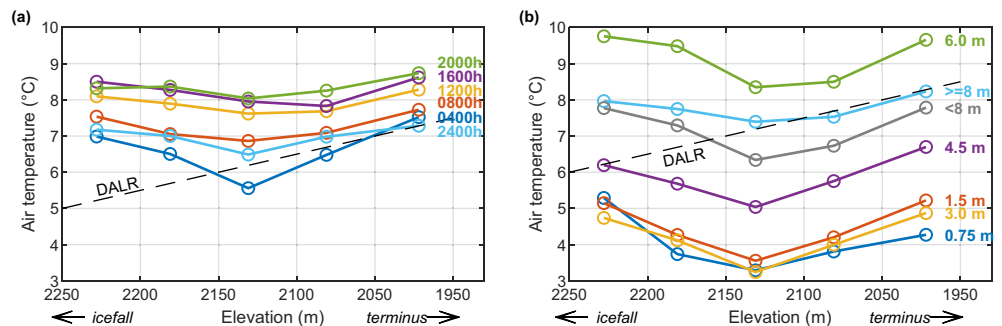 (a)
10
9
8
7
6
5
4
3
Air temperature (°C)
2000h
1600h
1200h
0800h
0400h
2400h
DALR
2250 2200 2150 2100 2050 1950
icefall Elevation (m) terminus
(b)
10
9
8
7
6
5
4
3
Air temperature (°C)
6.0 m
>=8 m
<8 m
4.5 m
1.5 m
3.0 m
0.75 m
DALR
2250 2200 2150 2100 2050 1950
icefall Elevation (m) terminus